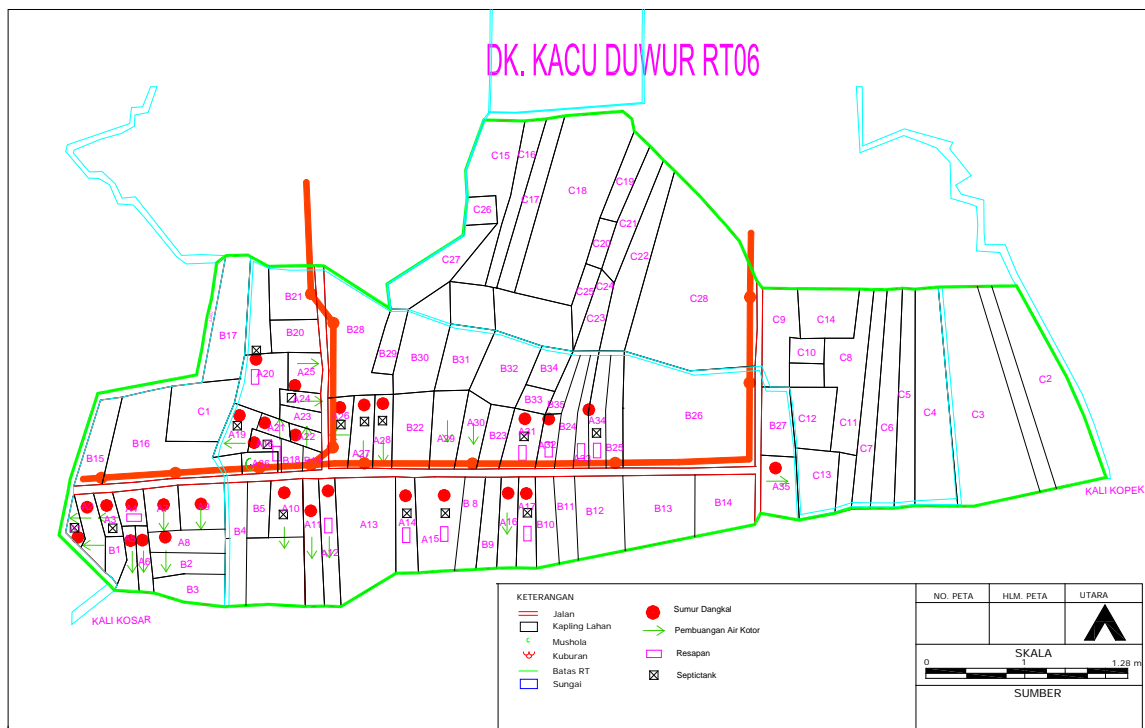 DK. KACU DUWUR RT06
C15
C16
C17
C18
C19
C20
C21
C22
C23
C24
C25
C26
C27
C28
B17
B21
B20
B28
B29
B30
B31
B32
B34
B33
B35
B22
B23
B24
B25
B26
B27
C9
C14
C10
C8
C12
C11
C13
C7
C6
C5
C4
C3
C2
C1
B16
B15
A20
A25
A24
A23
A22
A21
A19
B18
A26
A27
A28
A29
A30
A31
A32
A34
A35
A3
B1
A6
A8
B2
B3
B4
B5
A10
A11
A12
A13
A14
A15
B8
B9
A16
A17
B10
B11
B12
B13
B14
KALI KOPEK
KALI KOSAR
KETERANGAN
Jalan
Kapling Lahan
Mushola
Kuburan
Batas RT
Sungai
Sumur Dangkal
Pembuangan Air Kotor
Resapan
Septictank
NO. PETA
HLM. PETA
UTARA
SKALA
0
1
1.28 m
SUMBER